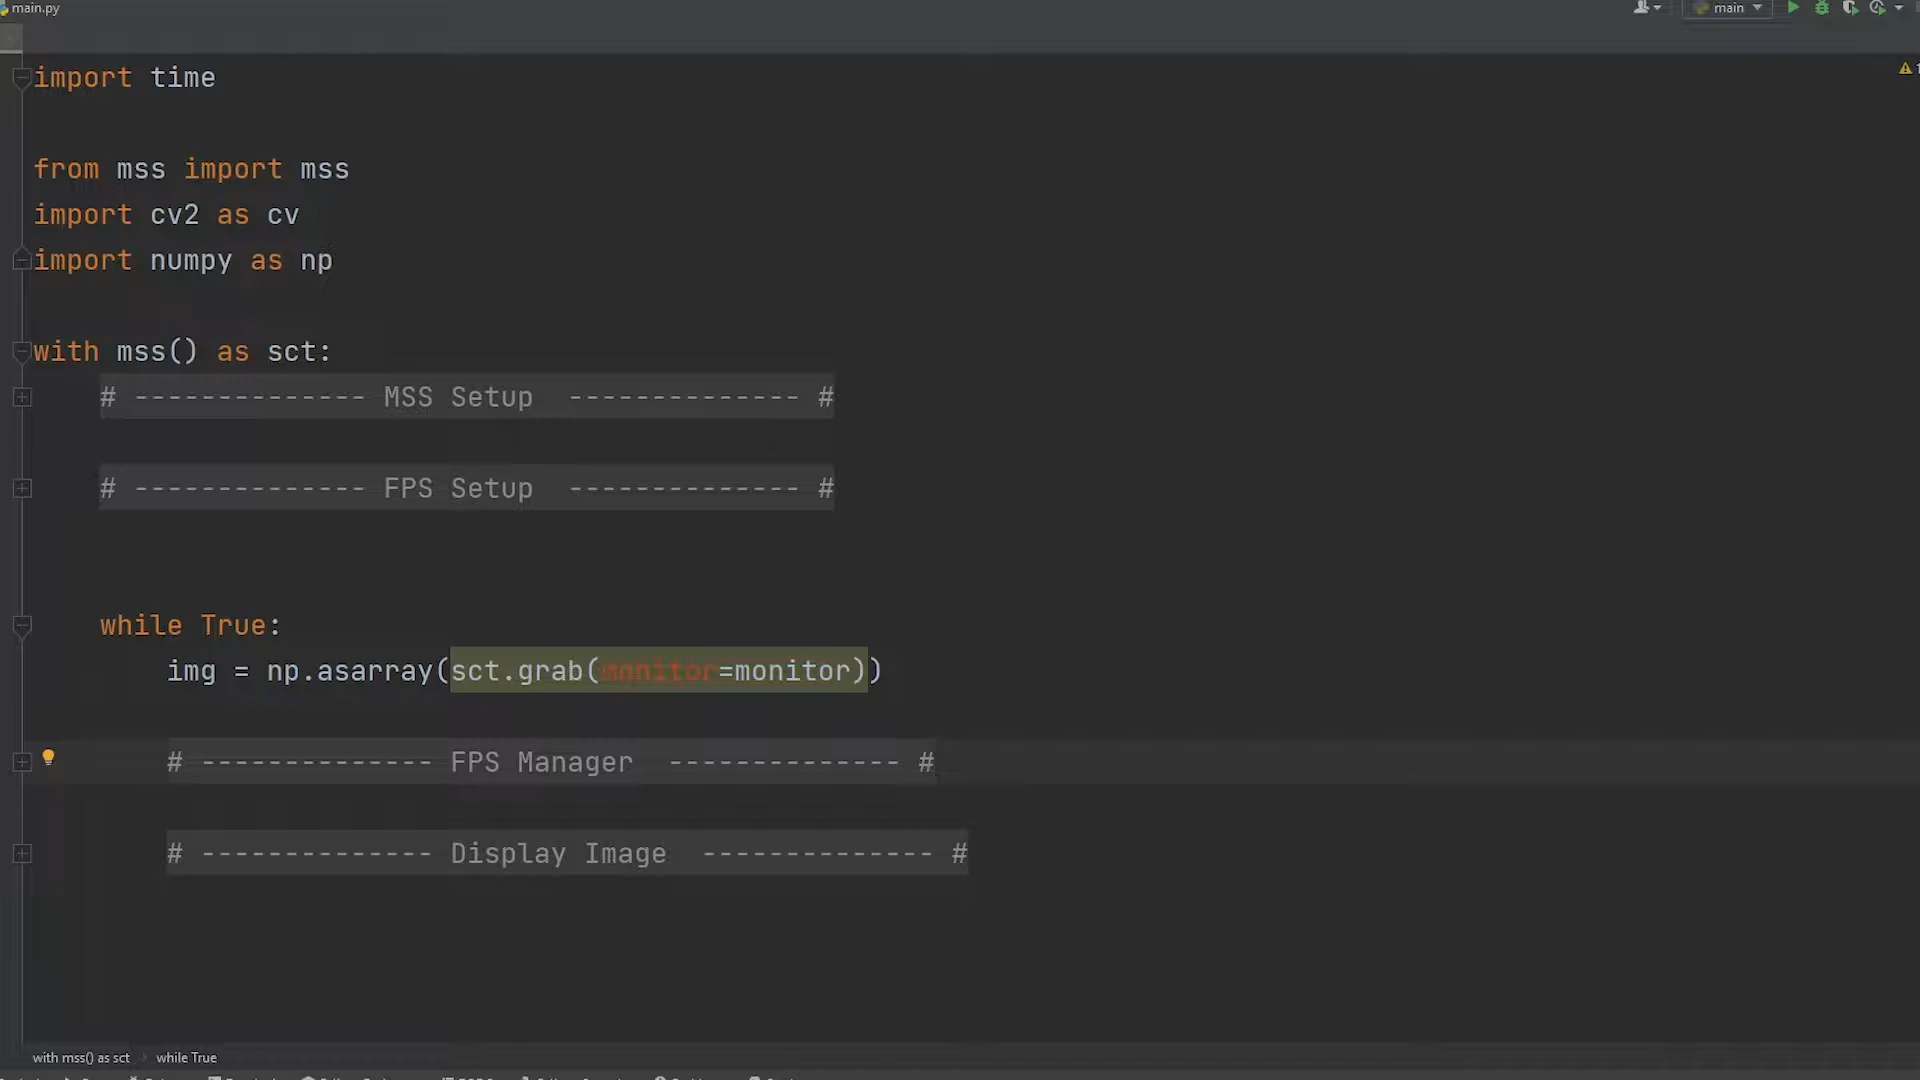 main.py
main
import time
from mss import mss
import cv2 as cv
import numpy as np
with mss() as sct:
# -------------- MSS Setup  -------------- #
# -------------- FPS Setup  -------------- #
while True:
img = np.asarray(sct.grab(monitor=monitor))
# -------------- FPS Manager  -------------- #
# -------------- Display Image  -------------- #
with mss() as sct
while True